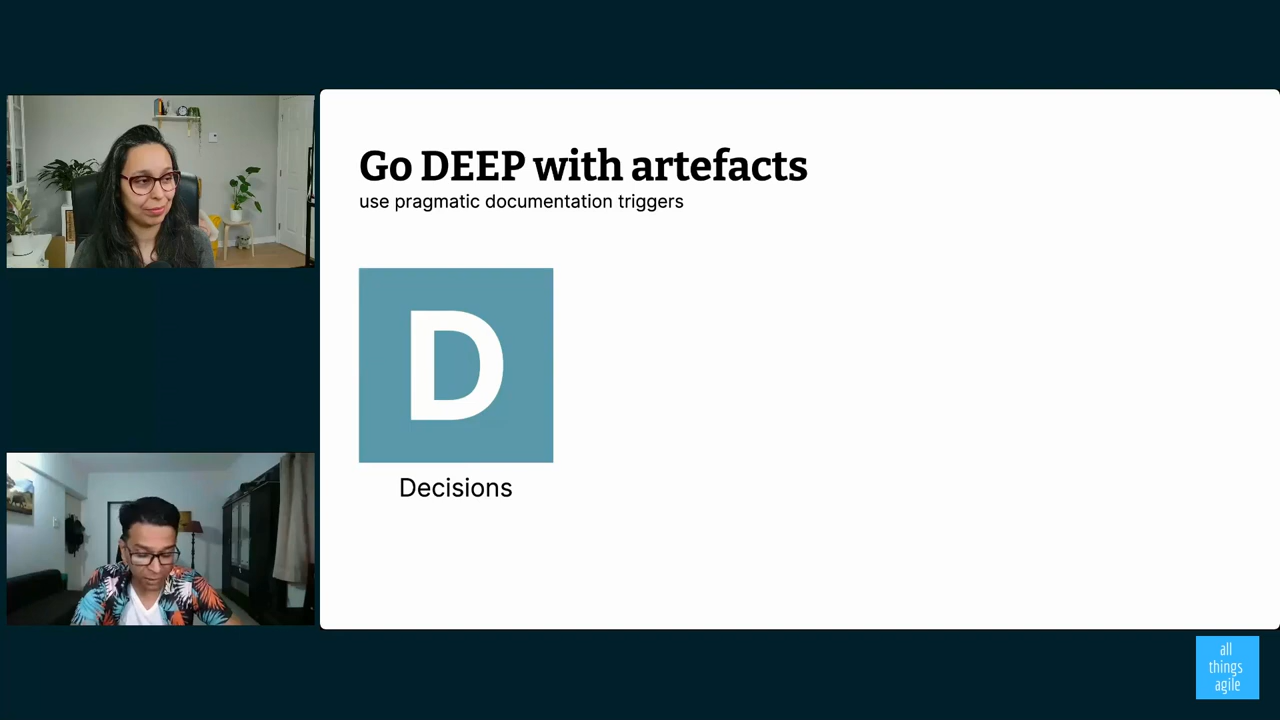 Go DEEP with artefacts
use pragmatic documentation triggers
D
Decisions
all
things
agile